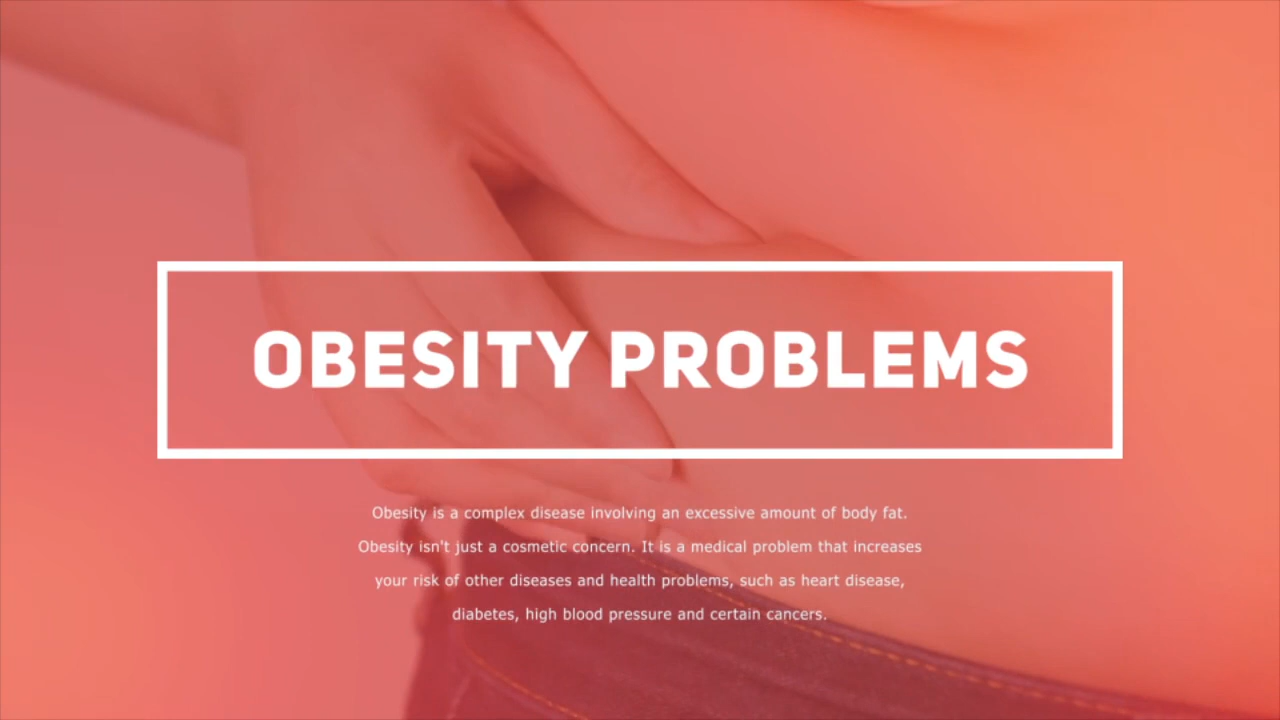 OBESITY PROBLEMS
Obesity is a complex disease involving an excessive amount of body fat.
Obesity isn't just a cosmetic concern. It is a medical problem that increases
your risk of other diseases and health problems, such as heart disease,
diabetes, high blood pressure and certain cancers.